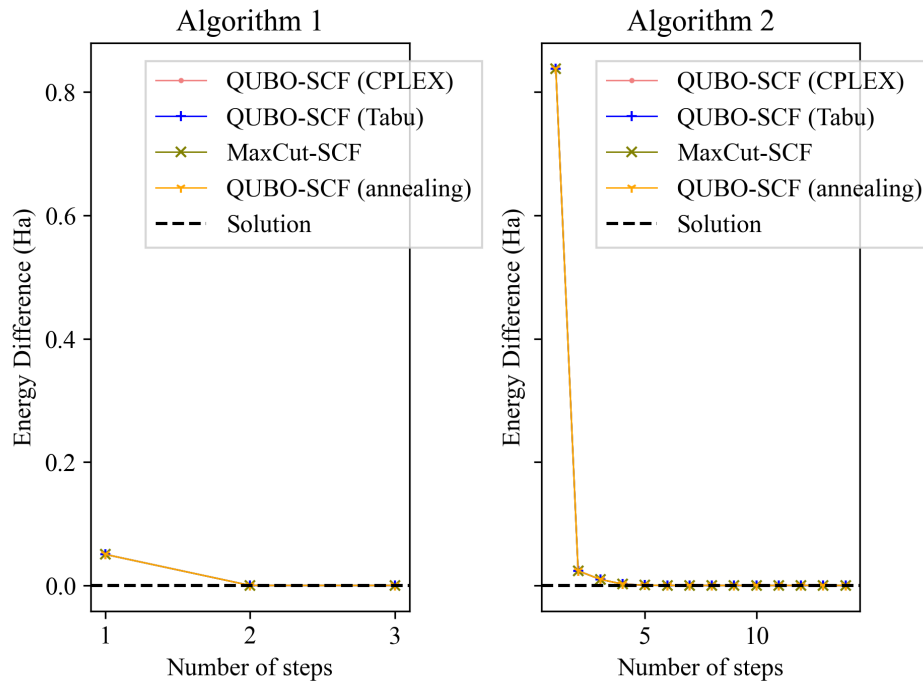 Algorithm 1
Energy Difference (Ha)
0.8
0.6
0.4
0.2
0.0
QUBO-SCF (CPLEX)
QUBO-SCF (Tabu)
MaxCut-SCF
QUBO-SCF (annealing)
Solution
1
2
3
Number of steps
Algorithm 2
Energy Difference (Ha)
QUBO-SCF (CPLEX)
QUBO-SCF (Tabu)
MaxCut-SCF
QUBO-SCF (annealing)
Solution
5
10
Number of steps